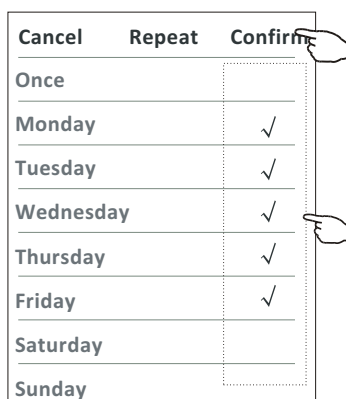 Cancel Repeat Confirm
Once
Monday √
Tuesday √
Wednesday √
Thursday √
Friday √
Saturday
Sunday